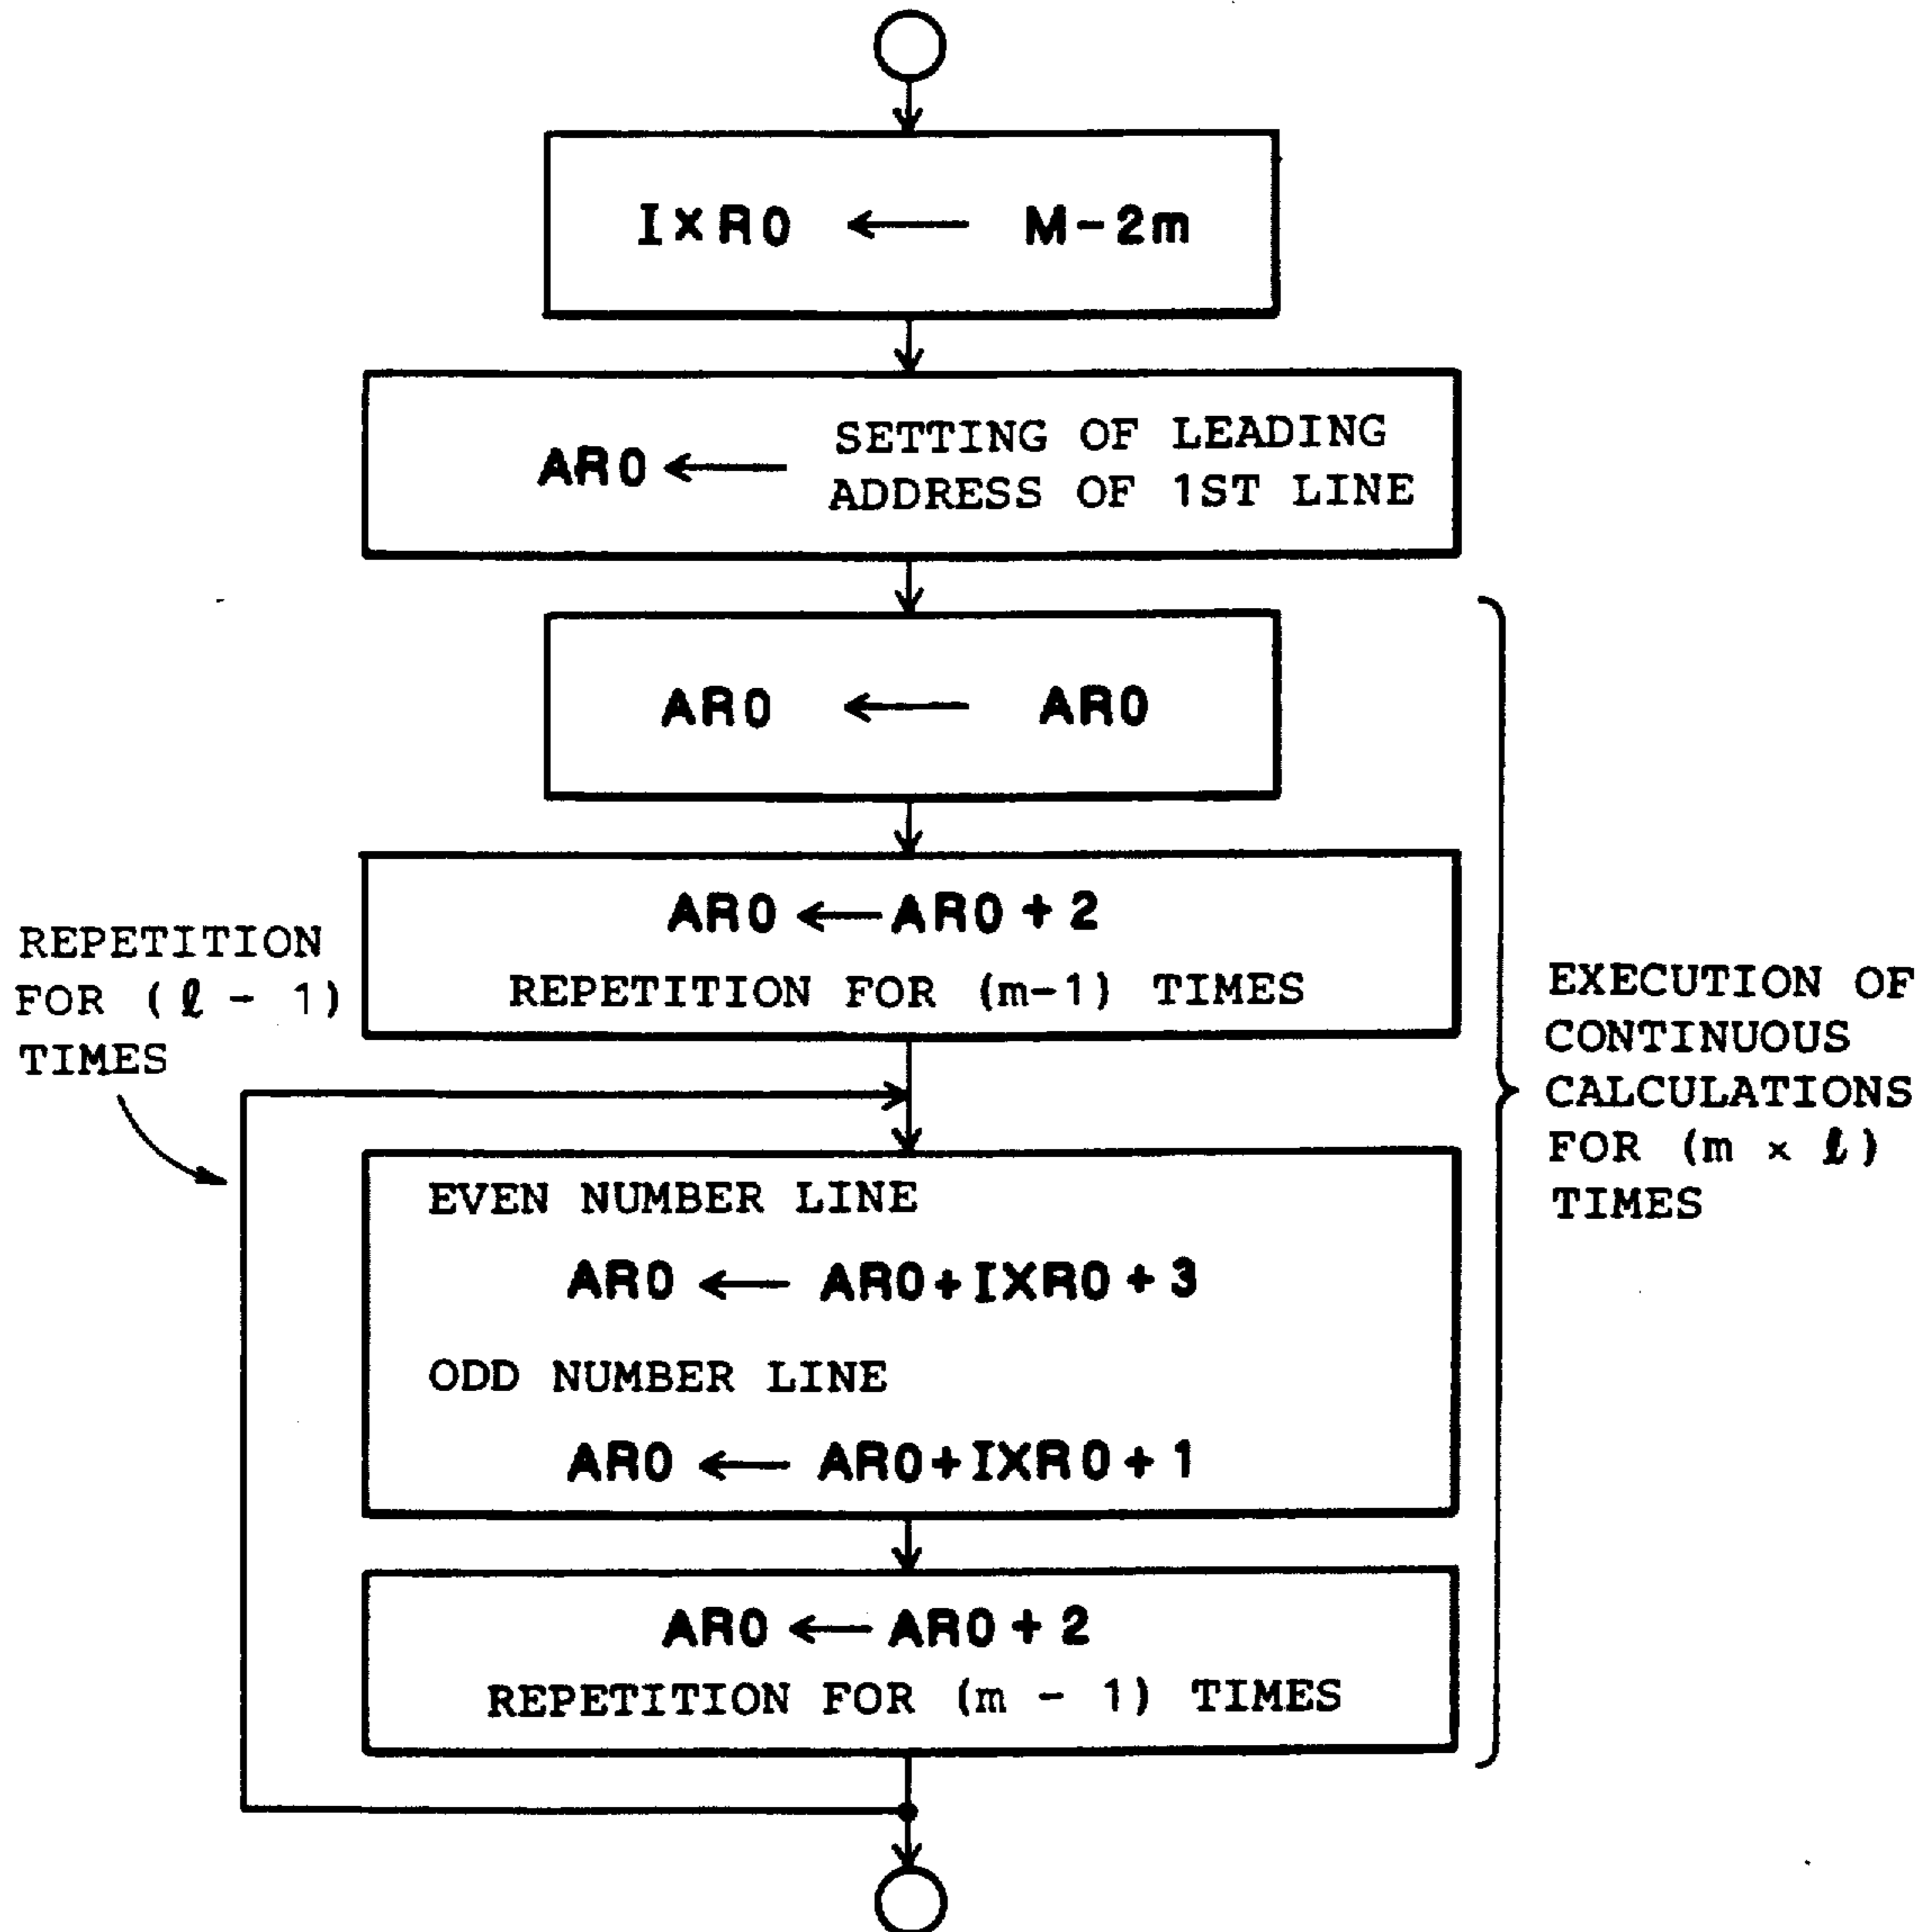 IXR0 ← M-2m
AR0 ← SETTING OF LEADING
ADDRESS OF 1ST LINE
AR0 ← AR0
AR0 ← AR0 + 2
REPETITION FOR (m-1) TIMES
REPETITION
FOR (ℓ - 1)
TIMES
EXECUTION OF
CONTINUOUS
CALCULATIONS
FOR (m × ℓ)
TIMES
EVEN NUMBER LINE
AR0 ← AR0+IXR0+3
ODD NUMBER LINE
AR0 ← AR0+IXR0+1
AR0 ← AR0 + 2
REPETITION FOR (m - 1) TIMES